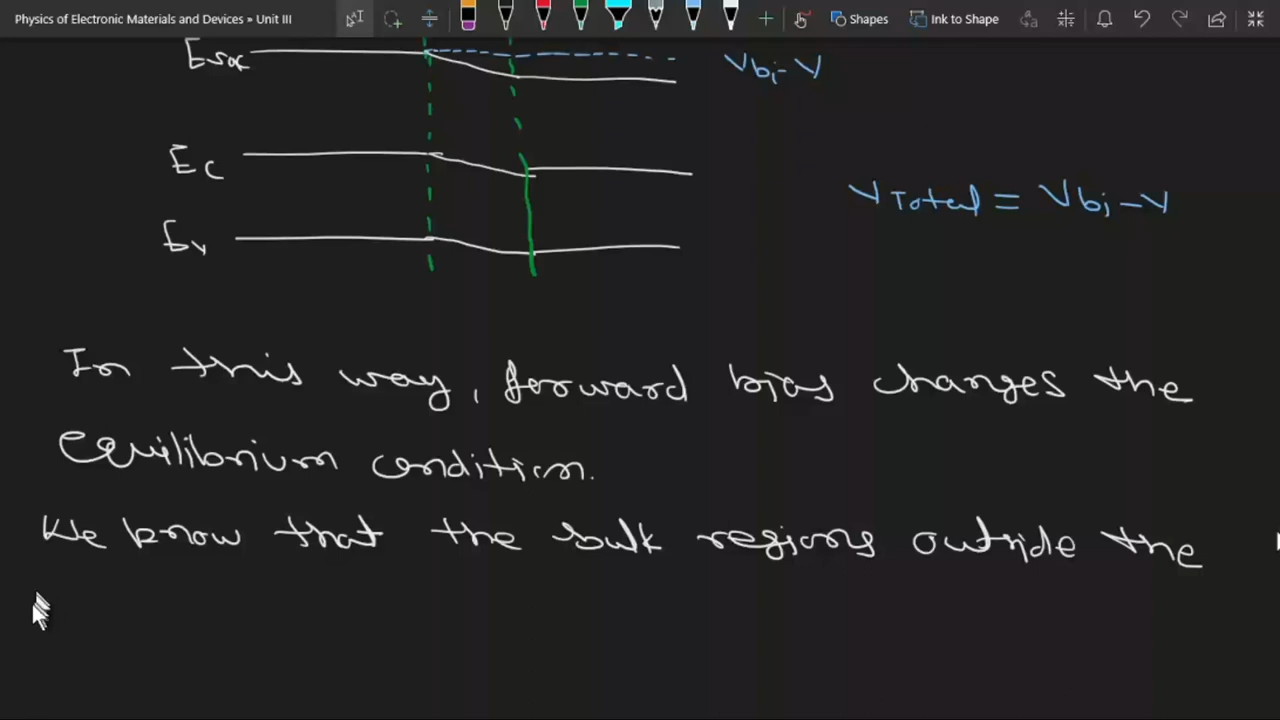 Physics of Electronic Materials and Devices » Unit III
Shapes
Ink to Shape
Evac
Vbi-V
EC
VTotal = Vbi-V
Ev
In this way, forward bias changes the
equilibrium condition.
We know that the bulk regions outside the